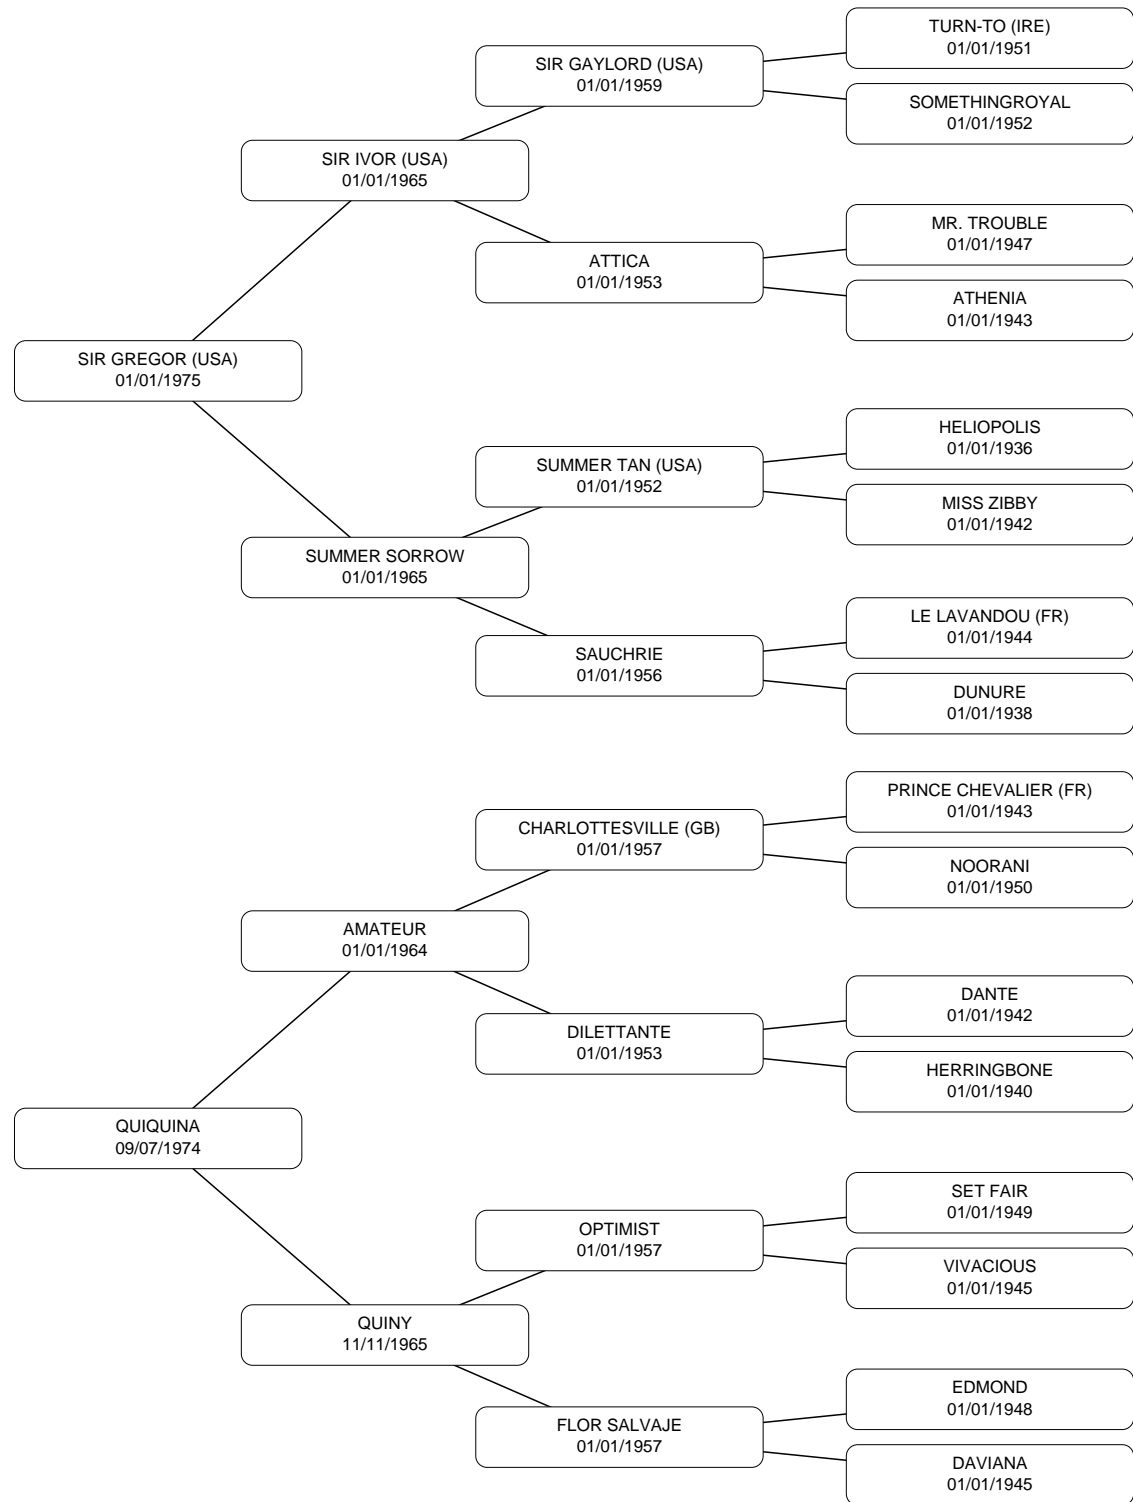 TURN-TO (IRE)
01/01/1951
SIR GAYLORD (USA)
01/01/1959
SOMETHINGROYAL
01/01/1952
SIR IVOR (USA)
01/01/1965
MR. TROUBLE
01/01/1947
ATTICA
01/01/1953
ATHENIA
01/01/1943
SIR GREGOR (USA)
01/01/1975
HELIOPOLIS
01/01/1936
SUMMER TAN (USA)
01/01/1952
MISS ZIBBY
01/01/1942
SUMMER SORROW
01/01/1965
LE LAVANDOU (FR)
01/01/1944
SAUCHRIE
01/01/1956
DUNURE
01/01/1938
PRINCE CHEVALIER (FR)
01/01/1943
CHARLOTTESVILLE (GB)
01/01/1957
NOORANI
01/01/1950
AMATEUR
01/01/1964
DANTE
01/01/1942
DILETTANTE
01/01/1953
HERRINGBONE
01/01/1940
QUIQUINA
09/07/1974
SET FAIR
01/01/1949
OPTIMIST
01/01/1957
VIVACIOUS
01/01/1945
QUINY
11/11/1965
EDMOND
01/01/1948
FLOR SALVAJE
01/01/1957
DAVIANA
01/01/1945